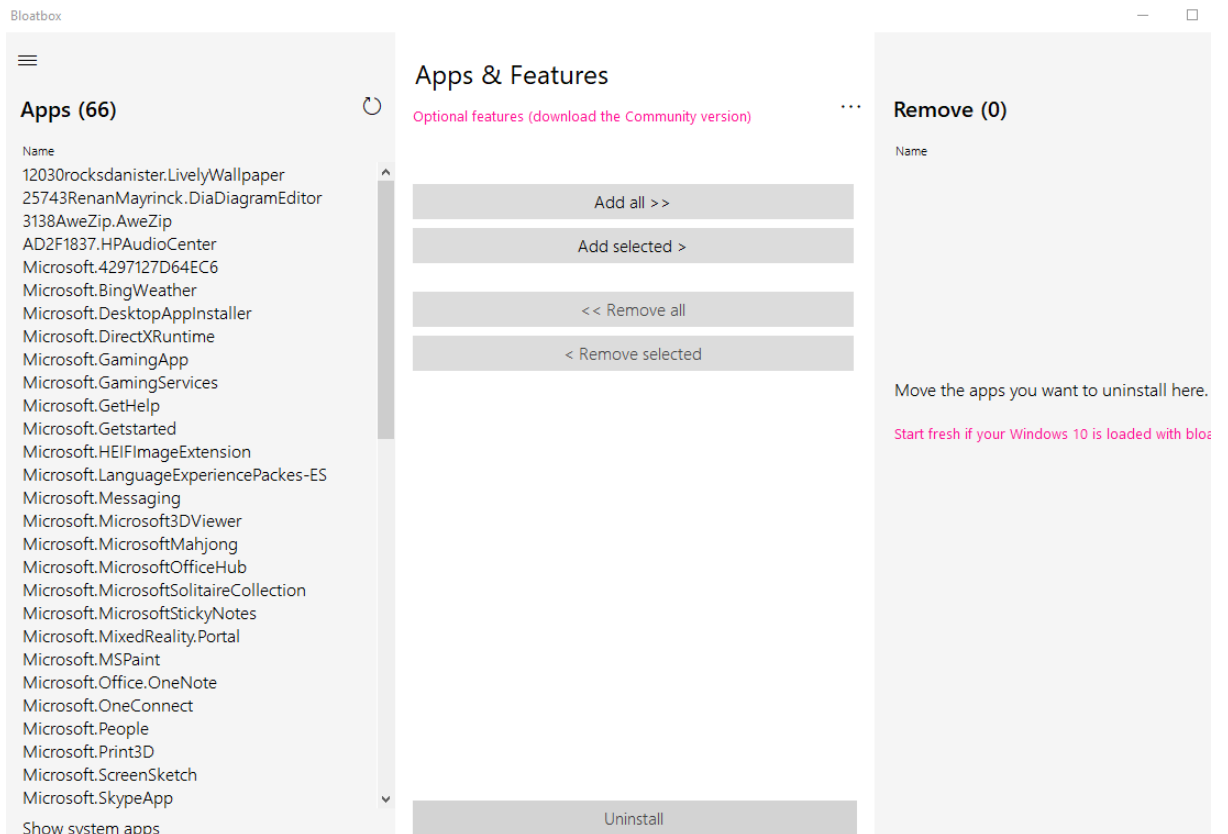 Bloatbox
Apps (66)
Name
12030rocksdanister.LivelyWallpaper
25743RenanMayrinck.DiaDiagramEditor
3138AweZip.AweZip
AD2F1837.HPAudioCenter
Microsoft.4297127D64EC6
Microsoft.BingWeather
Microsoft.DesktopAppInstaller
Microsoft.DirectXRuntime
Microsoft.GamingApp
Microsoft.GamingServices
Microsoft.GetHelp
Microsoft.Getstarted
Microsoft.HEIFImageExtension
Microsoft.LanguageExperiencePackes-ES
Microsoft.Messaging
Microsoft.Microsoft3DViewer
Microsoft.MicrosoftMahjong
Microsoft.MicrosoftOfficeHub
Microsoft.MicrosoftSolitaireCollection
Microsoft.MicrosoftStickyNotes
Microsoft.MixedReality.Portal
Microsoft.MSPaint
Microsoft.Office.OneNote
Microsoft.OneConnect
Microsoft.People
Microsoft.Print3D
Microsoft.ScreenSketch
Microsoft.SkypeApp
Show system apps
Apps & Features
Optional features (download the Community version)
...
Add all >>
Add selected >
<< Remove all
< Remove selected
Uninstall
Remove (0)
Name
Move the apps you want to uninstall here.
Start fresh if your Windows 10 is loaded with bloa